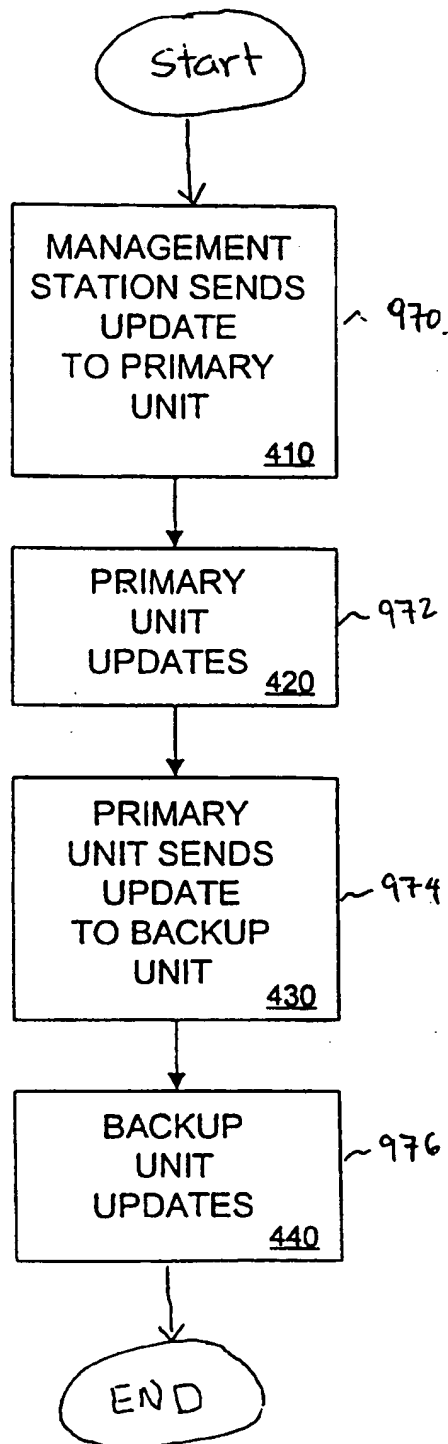 Start
MANAGEMENT
STATION SENDS
UPDATE
TO PRIMARY
UNIT
410
970
PRIMARY
UNIT
UPDATES
420
972
PRIMARY
UNIT SENDS
UPDATE
TO BACKUP
UNIT
430
974
BACKUP
UNIT
UPDATES
440
976
END